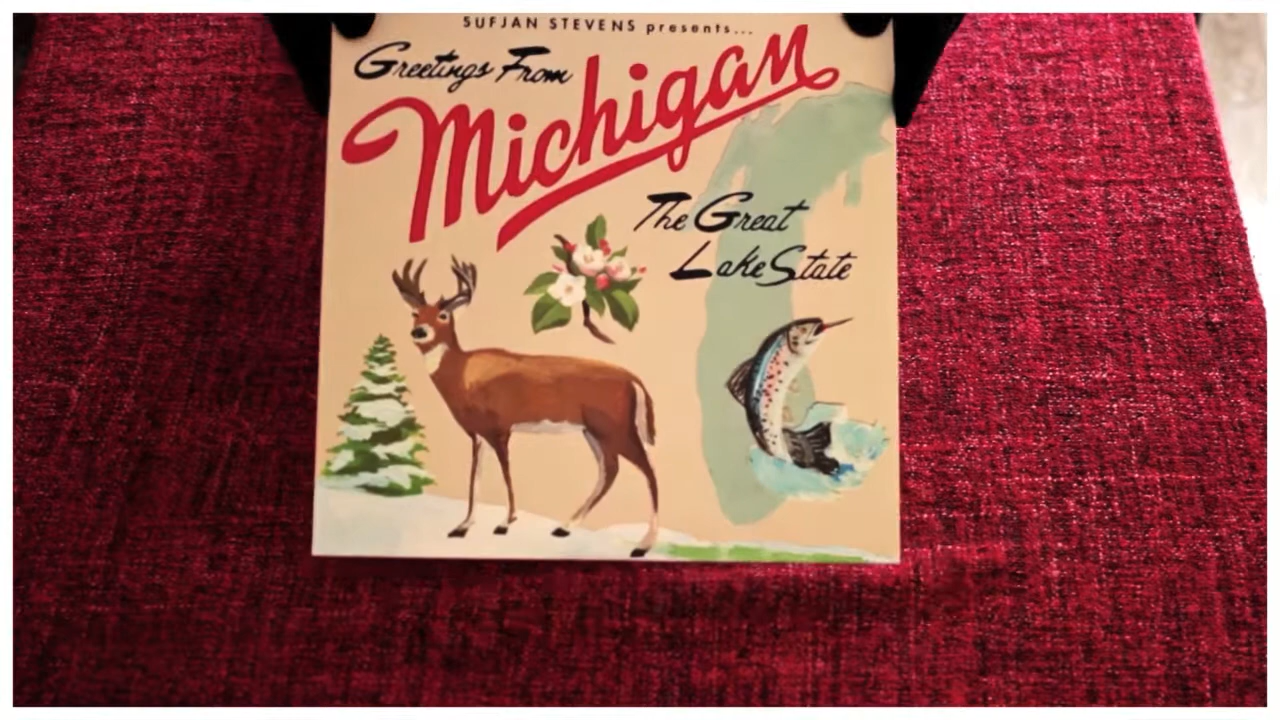 SUFJAN STEVENS presents...
Greetings From
Michigan
The Great
Lake State